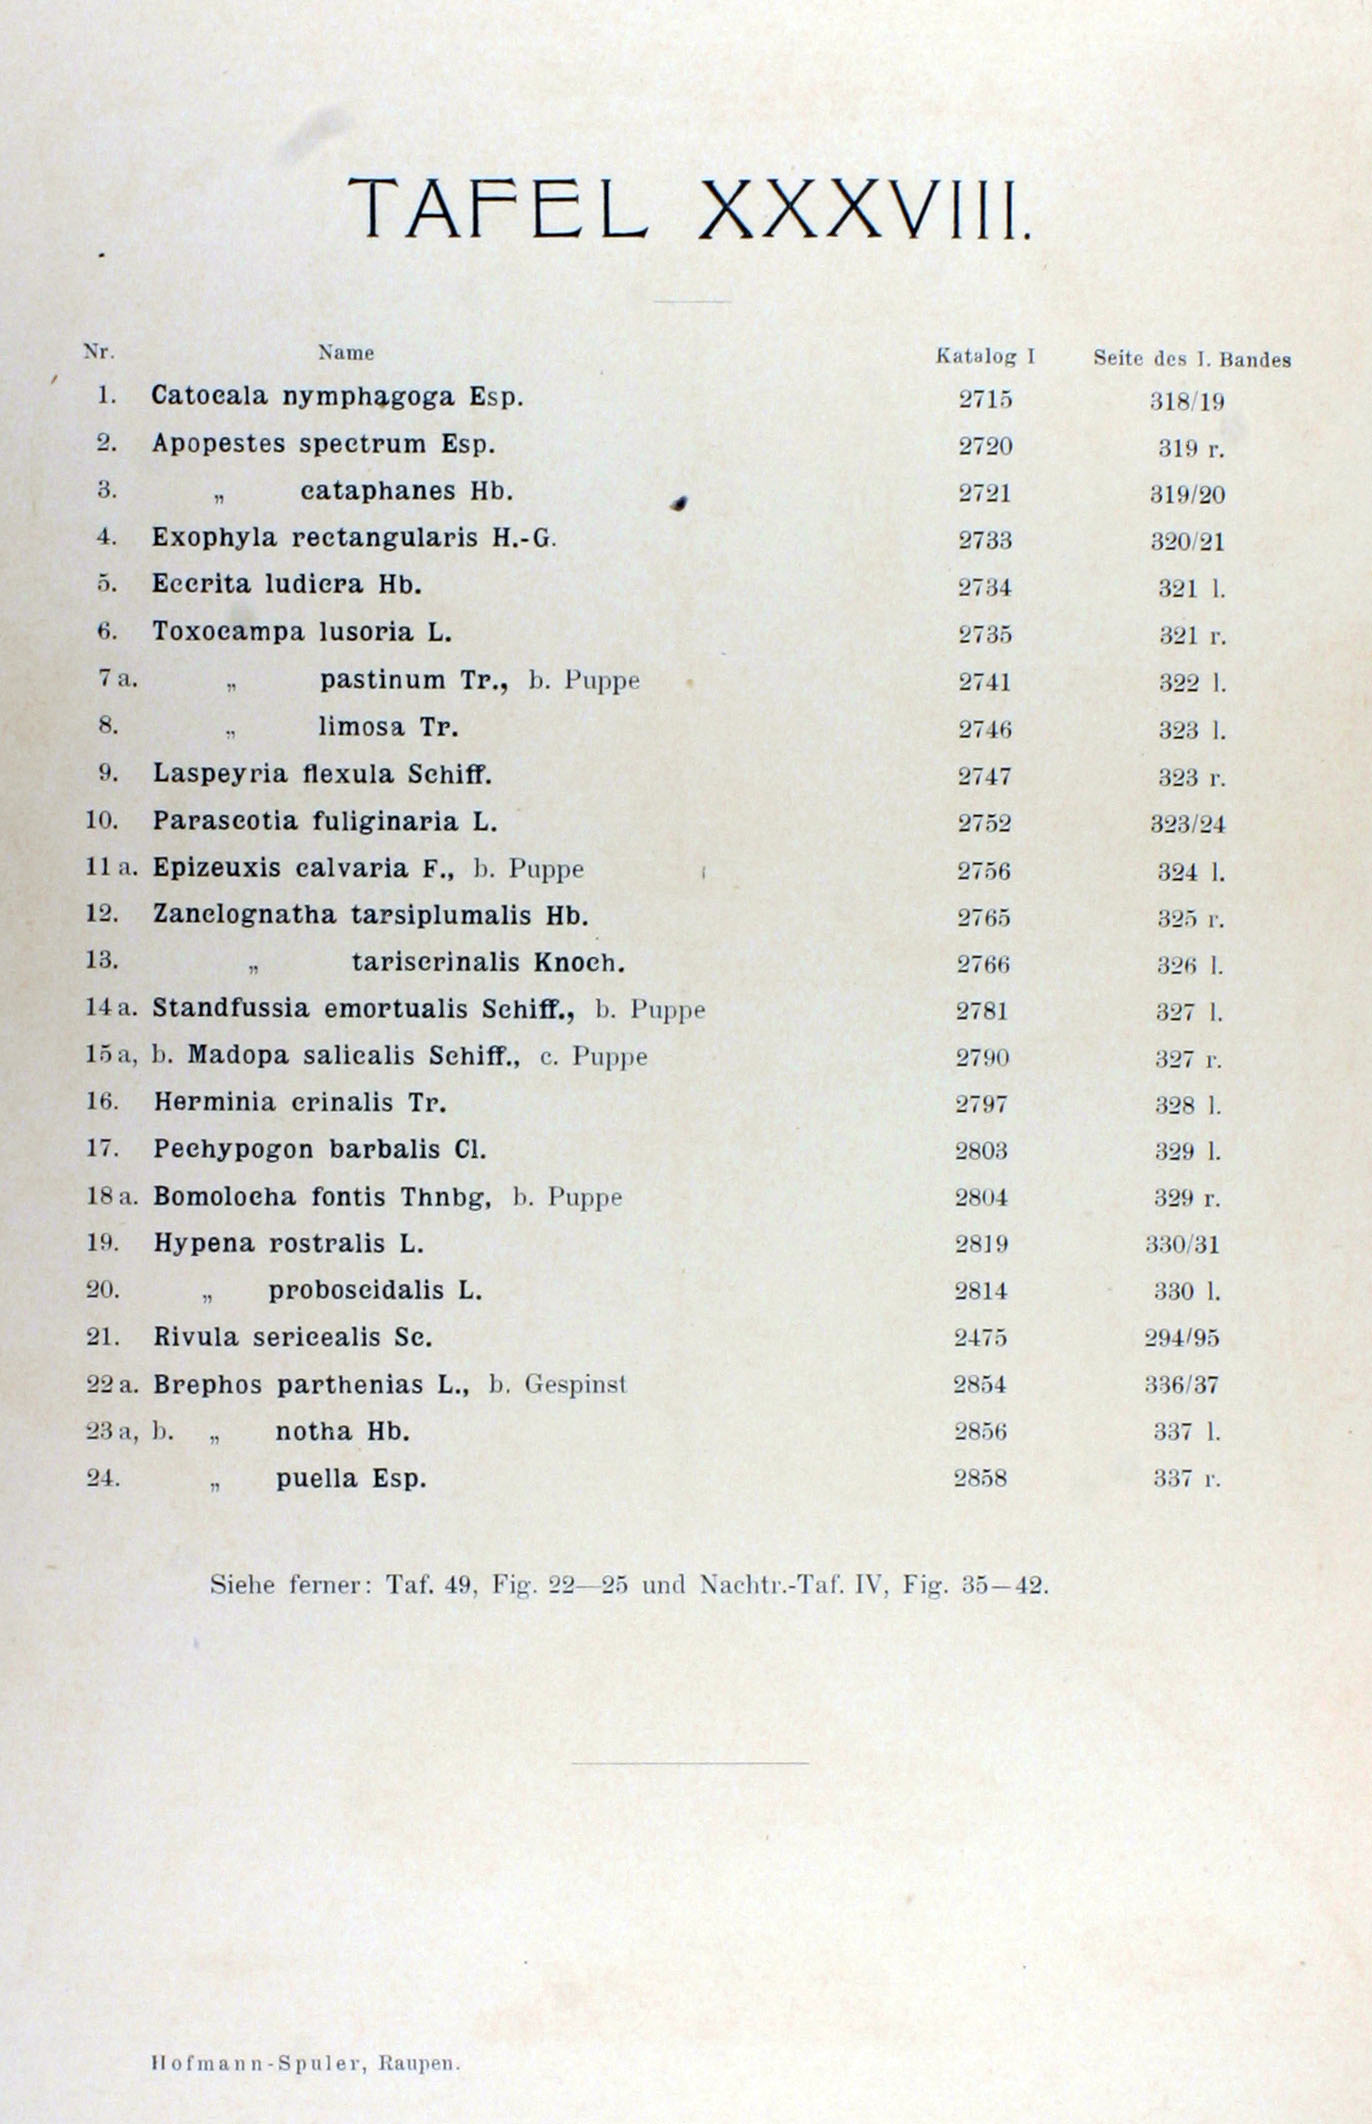 TAFEL XXXVIII.
Nr. Name Katalog I Seite des I. Bandes
1. Catocala nymphagoga Esp. 2715 318/19
2. Apopestes spectrum Esp. 2720 319 r.
3. „ cataphanes Hb. 2721 319/20
4. Exophyla rectangularis H.-G. 2733 320/21
5. Eccrita ludicra Hb. 2734 321 l.
6. Toxocampa lusoria L. 2735 321 r.
7 a. „ pastinum Tr., b. Puppe 2741 322 l.
8. „ limosa Tr. 2746 323 l.
9. Laspeyria flexula Schiff. 2747 323 r.
10. Parascotia fuliginaria L. 2752 323/24
11 a. Epizeuxis calvaria F., b. Puppe 2756 324 l.
12. Zanclognatha tarsiplumalis Hb. 2765 325 r.
13. „ tariscrinalis Knoch. 2766 326 l.
14 a. Standfussia emortualis Schiff., b. Puppe 2781 327 l.
15 a, b. Madopa salicalis Schiff., c. Puppe 2790 327 r.
16. Herminia crinalis Tr. 2797 328 l.
17. Pechypogon barbalis Cl. 2803 329 l.
18 a. Bomolocha fontis Thnbg, b. Puppe 2804 329 r.
19. Hypena rostralis L. 2819 330/31
20. „ proboscidalis L. 2814 330 l.
21. Rivula sericealis Sc. 2475 294/95
22 a. Brephos parthenias L., b. Gespinst 2854 336/37
23 a, b. „ notha Hb. 2856 337 l.
24. „ puella Esp. 2858 337 r.
Siehe ferner: Taf. 49, Fig. 22—25 und Nachtr.-Taf. IV, Fig. 35—42.
Hofmann-Spuler, Raupen.